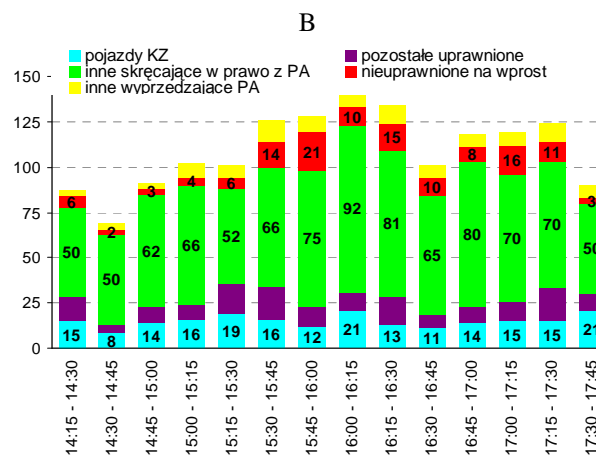 B
pojazdy KZ
pozostałe uprawnione
inne skręcające w prawo z PA
nieuprawnione na wprost
inne wyprzedzające PA
150
125
100
75
50
25
0
6 2 3 4 6 14 21 10 15 10 8 16 11 3
50 50 62 66 52 66 75 92 81 65 80 70 70 50
15 8 14 16 19 16 12 21 13 11 14 15 15 21
14:15 - 14:30
14:30 - 14:45
14:45 - 15:00
15:00 - 15:15
15:15 - 15:30
15:30 - 15:45
15:45 - 16:00
16:00 - 16:15
16:15 - 16:30
16:30 - 16:45
16:45 - 17:00
17:00 - 17:15
17:15 - 17:30
17:30 - 17:45